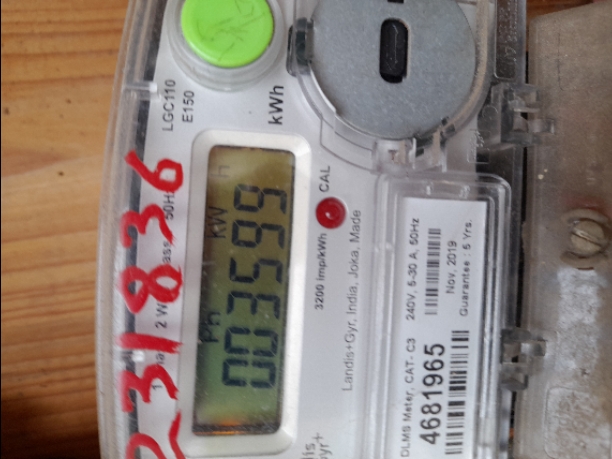 LGC110
E150
kWh
231836
Ph kW H
003599
CAL
3200 imp/kWh
Landis+Gyr, India, Joka, Made
240V, 5-30 A, 50Hz
Nov, 2019
Guarantee : 5 Yrs.
DLMS Meter, CAT- C3
4681965